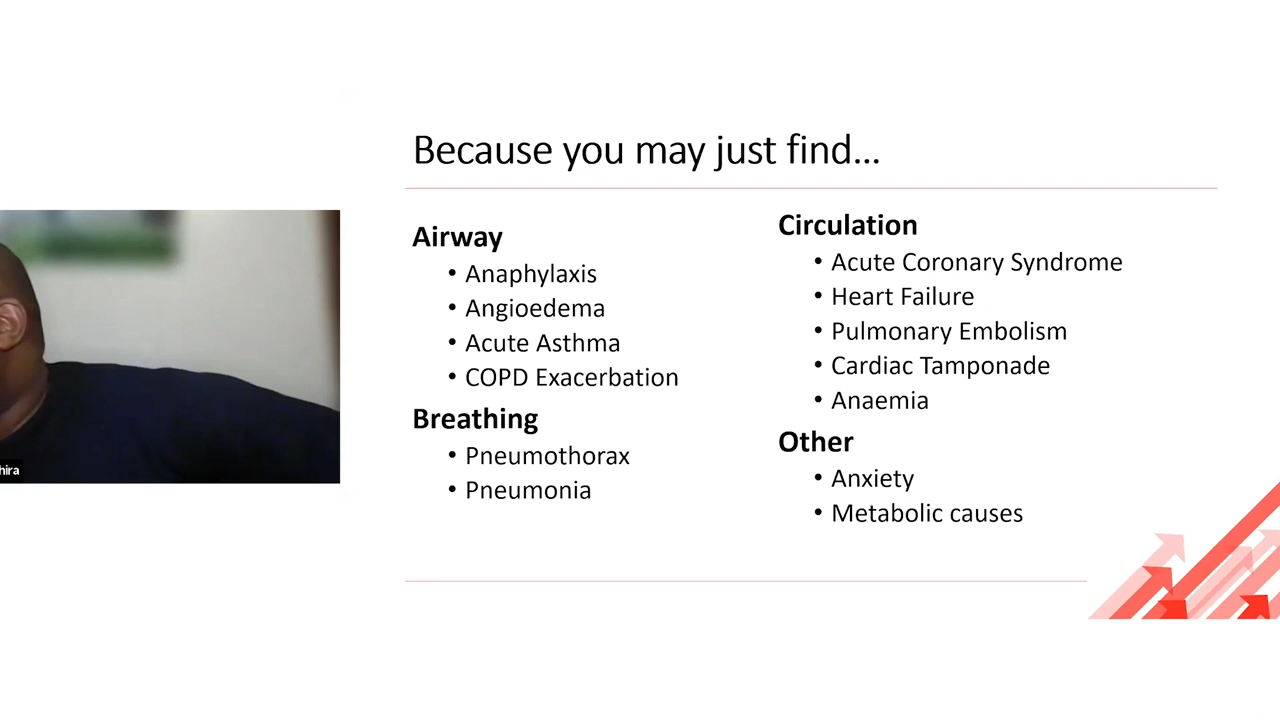 Because you may just find...
Airway
• Anaphylaxis
• Angioedema
• Acute Asthma
• COPD Exacerbation
Breathing
• Pneumothorax
• Pneumonia
Circulation
• Acute Coronary Syndrome
• Heart Failure
• Pulmonary Embolism
• Cardiac Tamponade
• Anaemia
Other
• Anxiety
• Metabolic causes
hira